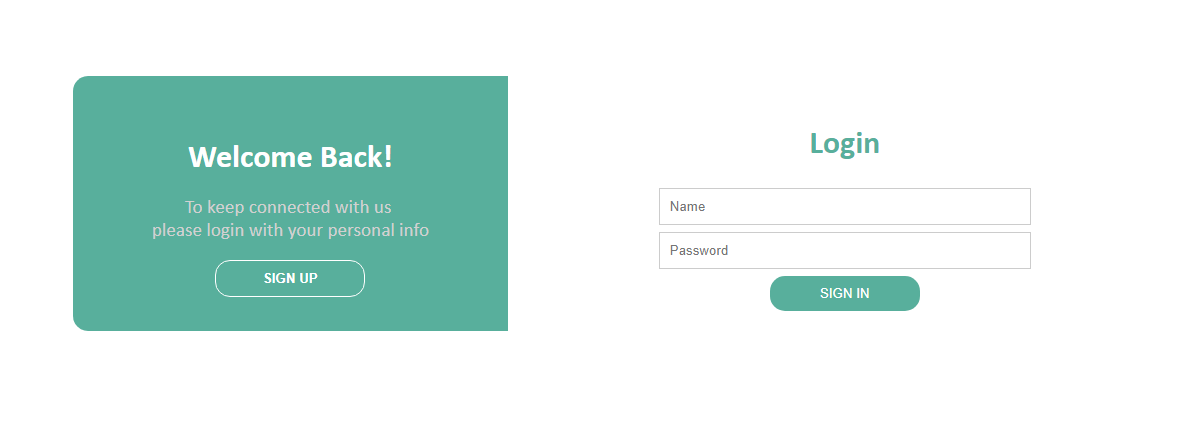 Welcome Back!
To keep connected with us
please login with your personal info
SIGN UP
Login
Name
Password
SIGN IN